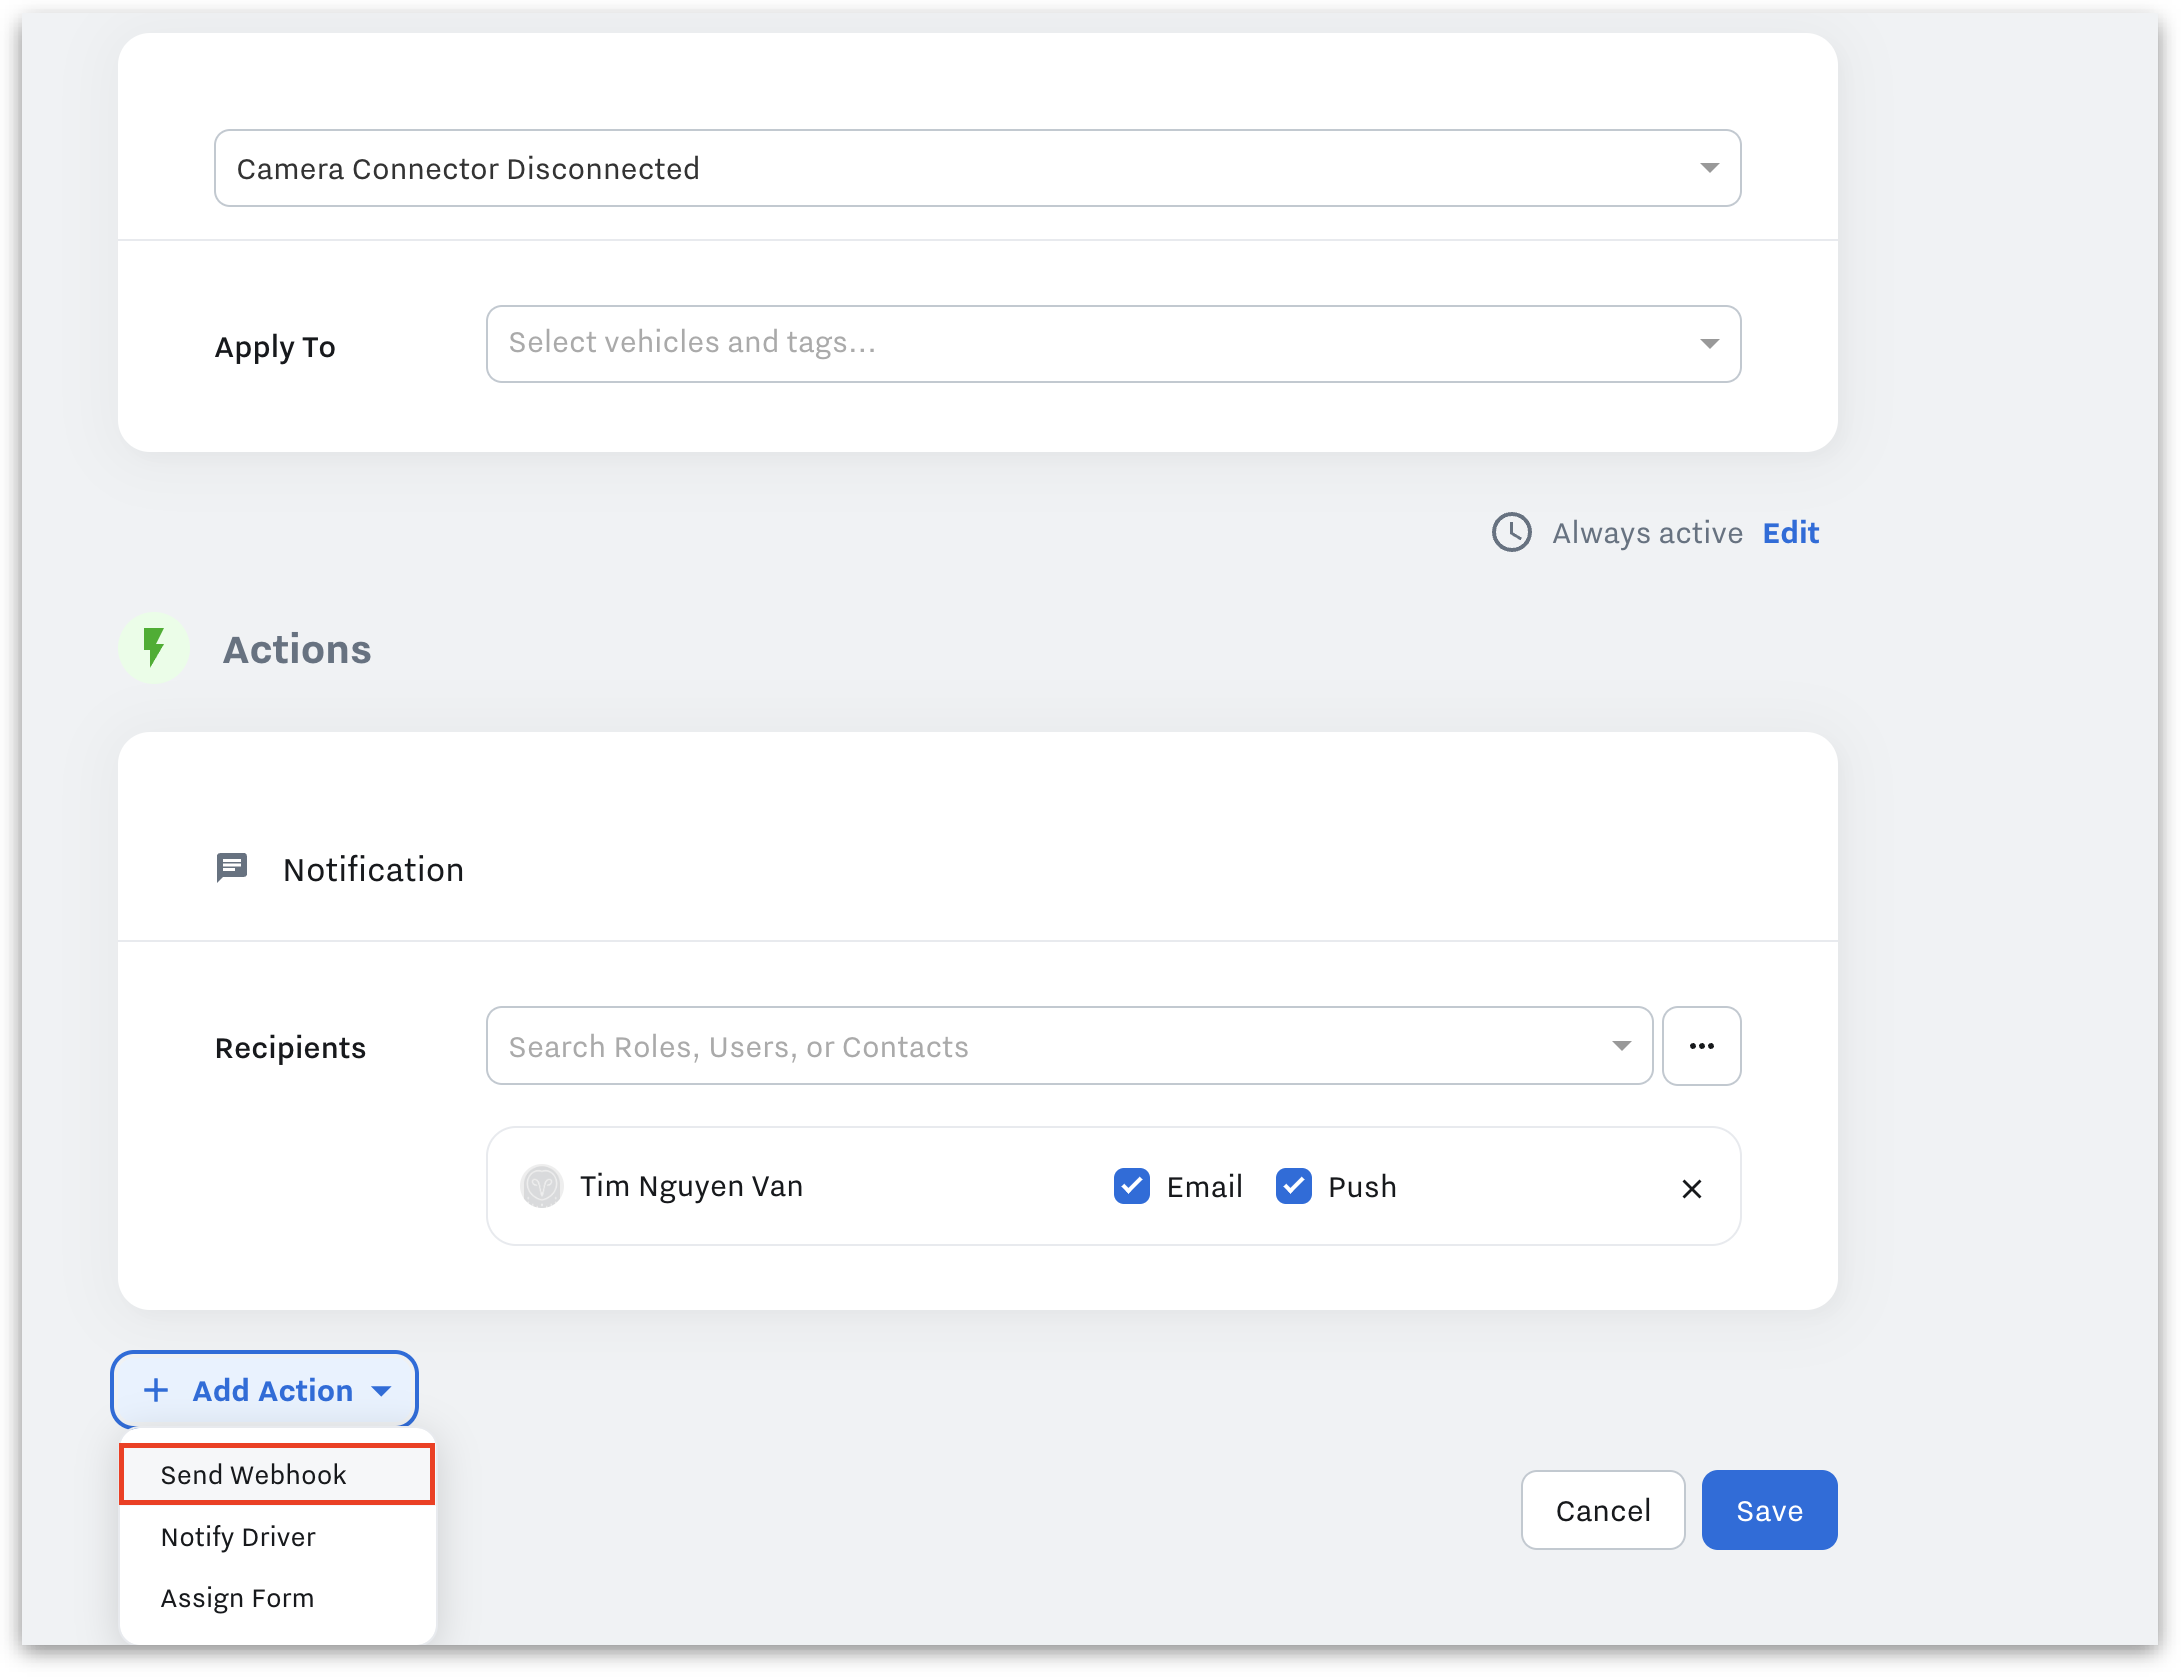 Camera Connector Disconnected
Apply To
Select vehicles and tags...
Always active Edit
Actions
Notification
Recipients
Search Roles, Users, or Contacts
Tim Nguyen Van
Email
Push
Add Action
Send Webhook
Notify Driver
Assign Form
Cancel
Save